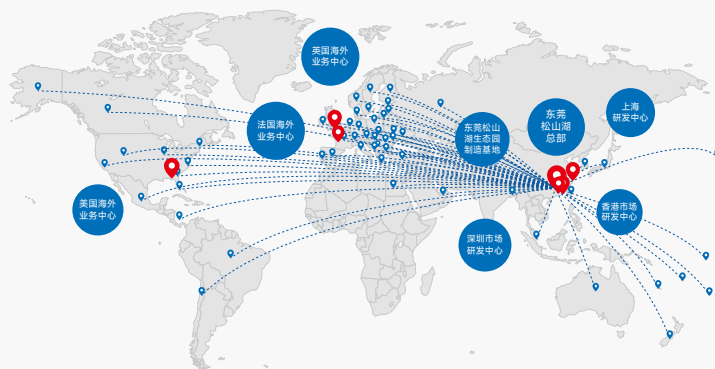 英国海外
业务中心
法国海外
业务中心
东莞松山
湖生态园
制造基地
东莞
松山湖
总部
上海
研发中心
美国海外
业务中心
深圳市场
研发中心
香港市场
研发中心